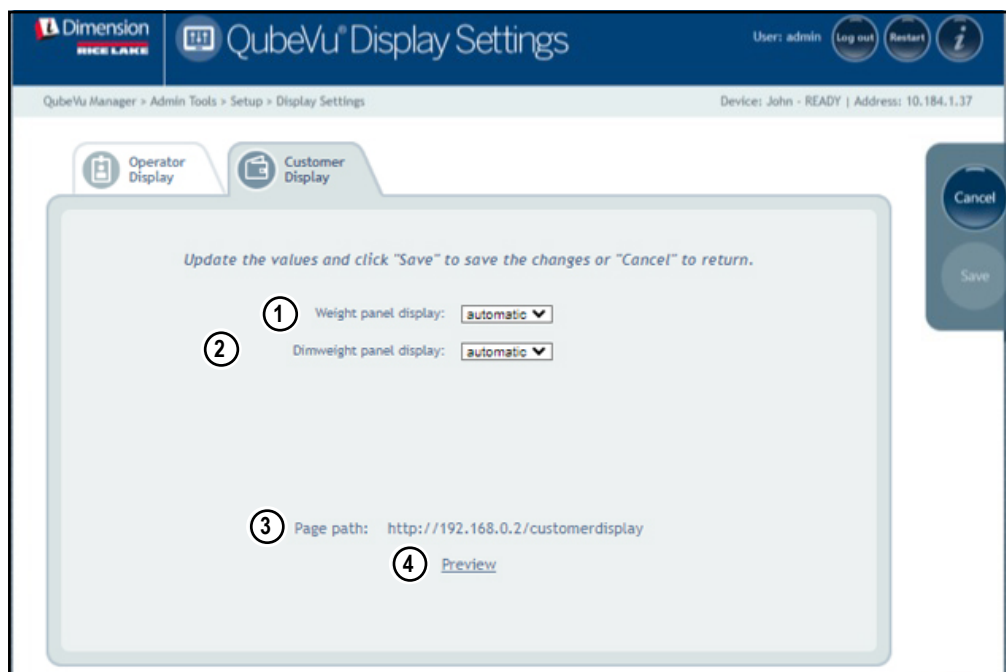 Dimension
RICE LAKE
QubeVu® Display Settings
User: admin
Log out
Restart
i
QubeVu Manager > Admin Tools > Setup > Display Settings
Device: John - READY | Address: 10.184.1.37
Operator
Display
Customer
Display
Cancel
Save
Update the values and click "Save" to save the changes or "Cancel" to return.
1 Weight panel display: automatic
2 Dimweight panel display: automatic
3 Page path: http://192.168.0.2/customerdisplay
4 Preview